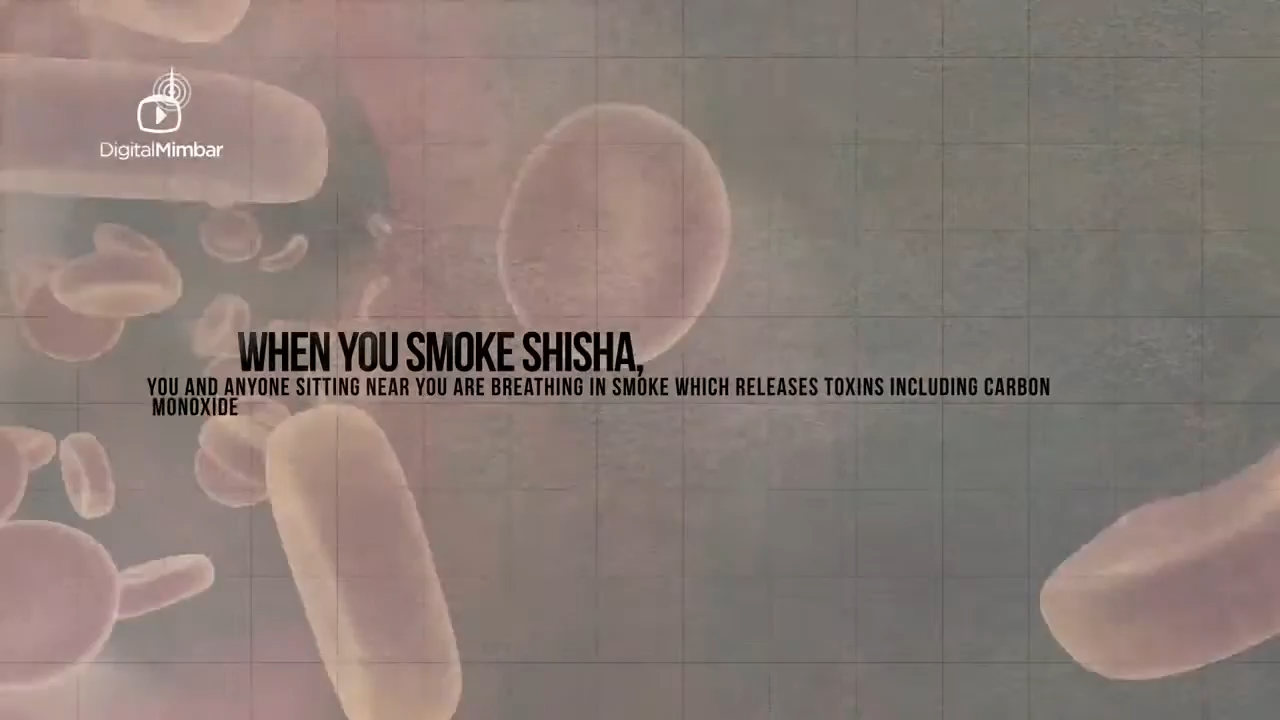 DigitalMimbar
WHEN YOU SMOKE SHISHA,
YOU AND ANYONE SITTING NEAR YOU ARE BREATHING IN SMOKE WHICH RELEASES TOXINS INCLUDING CARBON
MONOXIDE